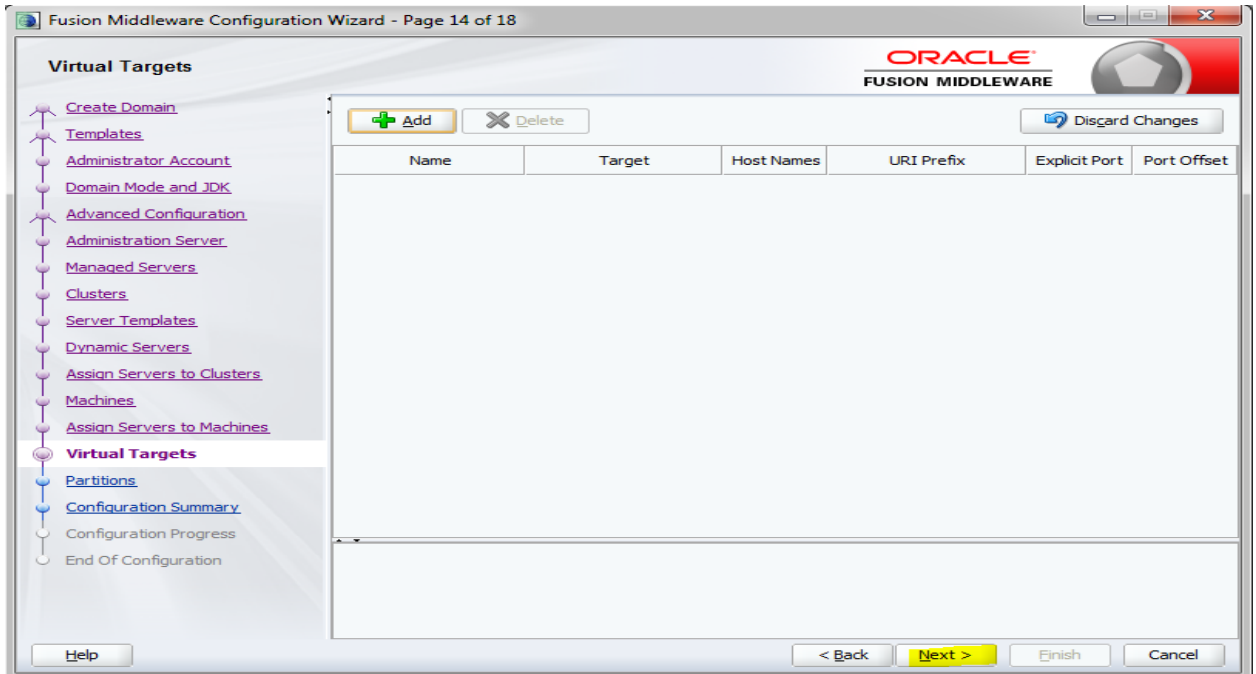 Fusion Middleware Configuration Wizard - Page 14 of 18
Virtual Targets
ORACLE
FUSION MIDDLEWARE
Create Domain
Templates
Administrator Account
Domain Mode and JDK
Advanced Configuration
Administration Server
Managed Servers
Clusters
Server Templates
Dynamic Servers
Assign Servers to Clusters
Machines
Assign Servers to Machines
Virtual Targets
Partitions
Configuration Summary
Configuration Progress
End Of Configuration
Add Delete Discard Changes
Name Target Host Names URI Prefix Explicit Port Port Offset
Help < Back Next > Finish Cancel